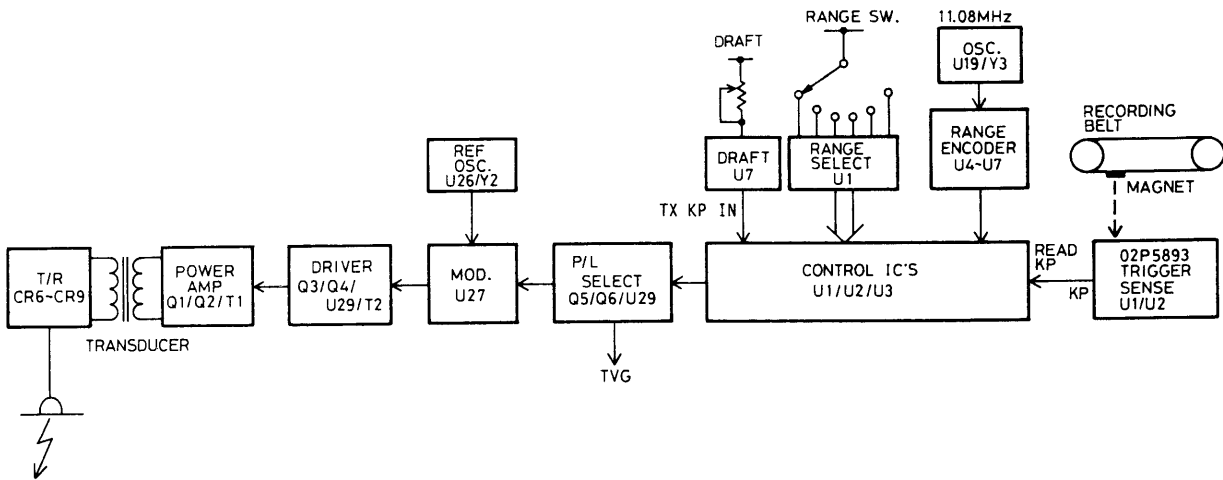 RANGE SW.
11.08MHz
DRAFT
OSC.
U19/Y3
RECORDING
BELT
MAGNET
REF
OSC.
U26/Y2
DRAFT
U7
RANGE
SELECT
U1
RANGE
ENCODER
U4~U7
TX KP IN
T/R
CR6~CR9
POWER
AMP
Q1/Q2/T1
DRIVER
Q3/Q4/
U29/T2
MOD.
U27
P/L
SELECT
Q5/Q6/U29
CONTROL IC'S
U1/U2/U3
READ
KP
KP
02P5893
TRIGGER
SENSE
U1/U2
TRANSDUCER
TVG